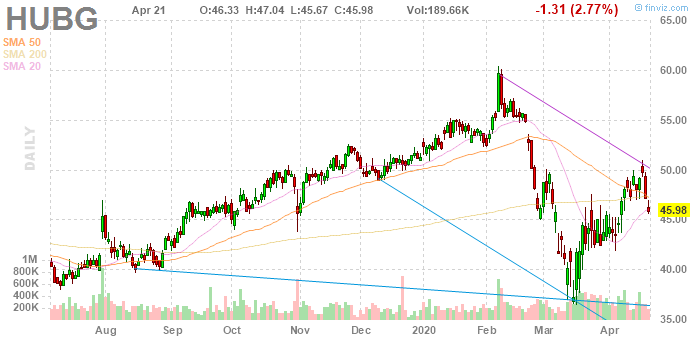 HUBG
Apr 21 O:46.33 H:47.04 L:45.67 C:45.98 Vol:189.66K -1.31 (2.77%) © finviz.com
SMA 50
SMA 200
SMA 20
DAILY
65.00
60.00
55.00
50.00
45.98
45.00
40.00
35.00
1M
800K
600K
400K
200K
Aug Sep Oct Nov Dec 2020 Feb Mar Apr